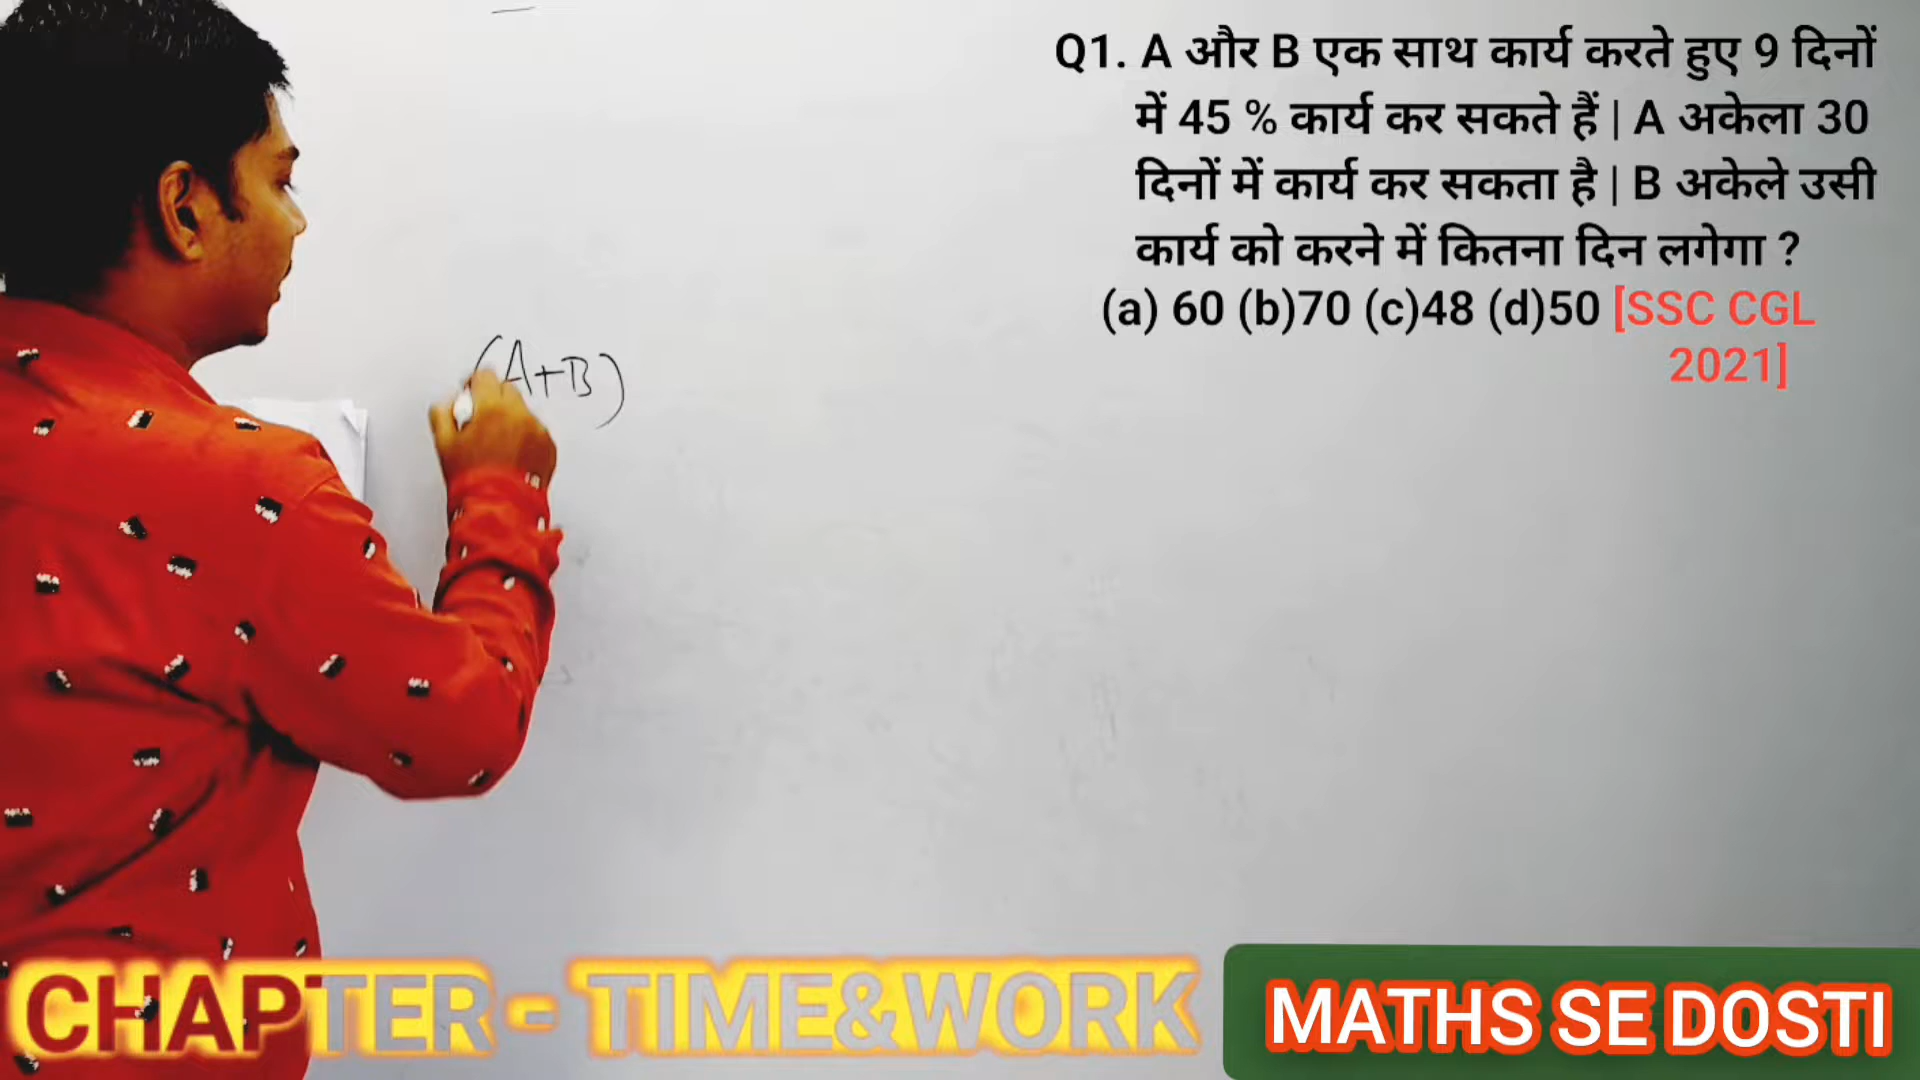 Q1. A और B एक साथ कार्य करते हुए 9 दिनों
में 45 % कार्य कर सकते हैं | A अकेला 30
दिनों में कार्य कर सकता है | B अकेले उसी
कार्य को करने में कितना दिन लगेगा ?
(a) 60 (b)70 (c)48 (d)50 [SSC CGL
2021]
(A+B)
CHAPTER - TIME&WORK
MATHS SE DOSTI